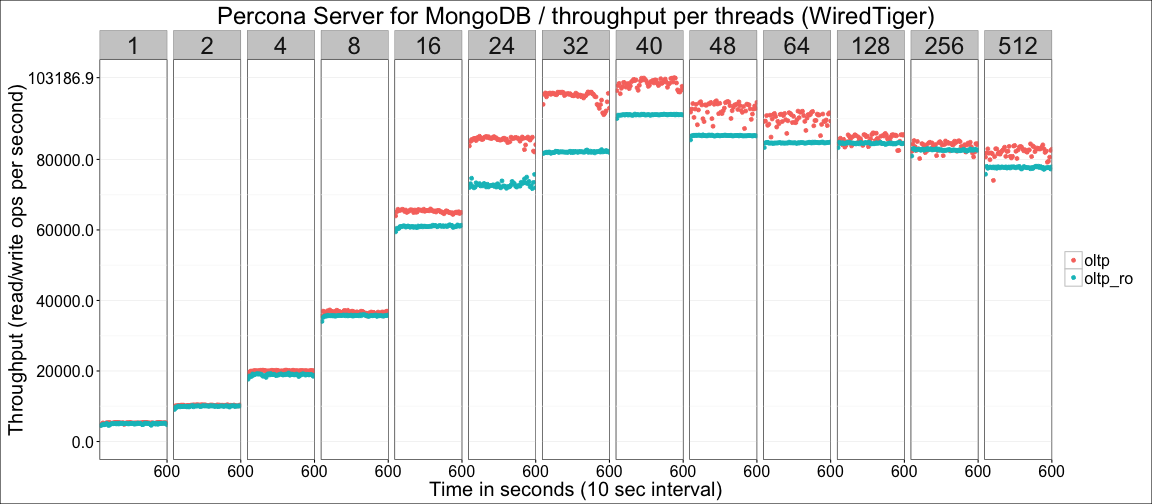 Percona Server for MongoDB / throughput per threads (WiredTiger)
1 2 4 8 16 24 32 40 48 64 128 256 512
Throughput (read/write ops per second)
103186.9
80000.0
60000.0
40000.0
20000.0
0.0
oltp
oltp_ro
600 600 600 600 600 600 600 600 600 600 600 600 600
Time in seconds (10 sec interval)